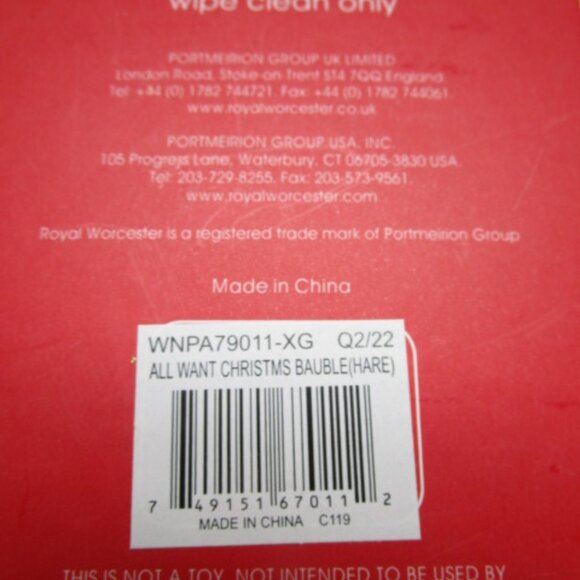 wipe clean only
PORTMEIRION GROUP UK LIMITED
London Road, Stoke-on-Trent ST4 7QQ England
Tel: +44 (0) 1782 744721. Fax: +44 (0) 1782 744061.
www.royalworcester.co.uk
PORTMEIRION GROUP USA, INC.
105 Progress Lane, Waterbury, CT 06705-3830 USA.
Tel: 203-729-8255. Fax: 203-573-9561.
www.royalworcester.com
Royal Worcester is a registered trade mark of Portmeirion Group
Made in China
WNPA79011-XG Q2/22
ALL WANT CHRISTMS BAUBLE(HARE)
7 49151 67011 2
MADE IN CHINA C119
THIS IS NOT A TOY, NOT INTENDED TO BE USED BY